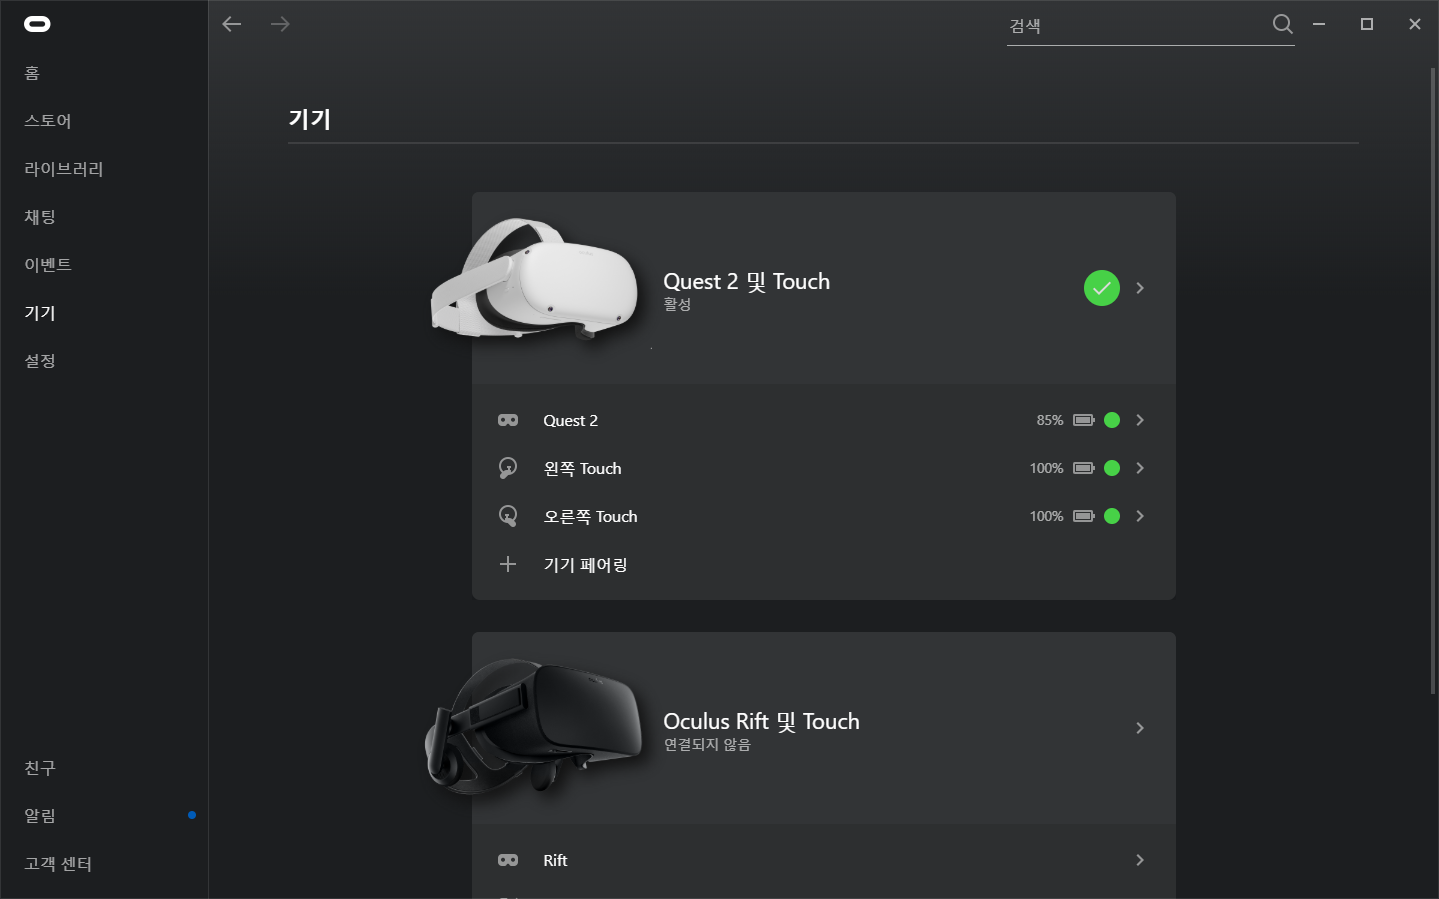 검색
홈
스토어
라이브러리
채팅
이벤트
기기
설정
친구
알림
고객 센터
기기
Quest 2 및 Touch
활성
Quest 2
85%
왼쪽 Touch
100%
오른쪽 Touch
100%
기기 페어링
Oculus Rift 및 Touch
연결되지 않음
Rift